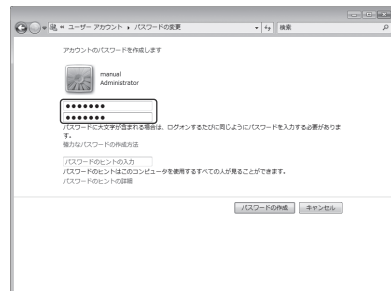 « ユーザー アカウント ▸ パスワードの変更
検索
アカウントのパスワードを作成します
manual
Administrator
●●●●●●●
●●●●●●●
パスワードに大文字が含まれる場合は、ログオンするたびに同じようにパスワードを入力する必要がありま
す。
強力なパスワードの作成方法
パスワードのヒントの入力
パスワードのヒントはこのコンピュータを使用するすべての人が見ることができます。
パスワードのヒントの詳細
パスワードの作成
キャンセル